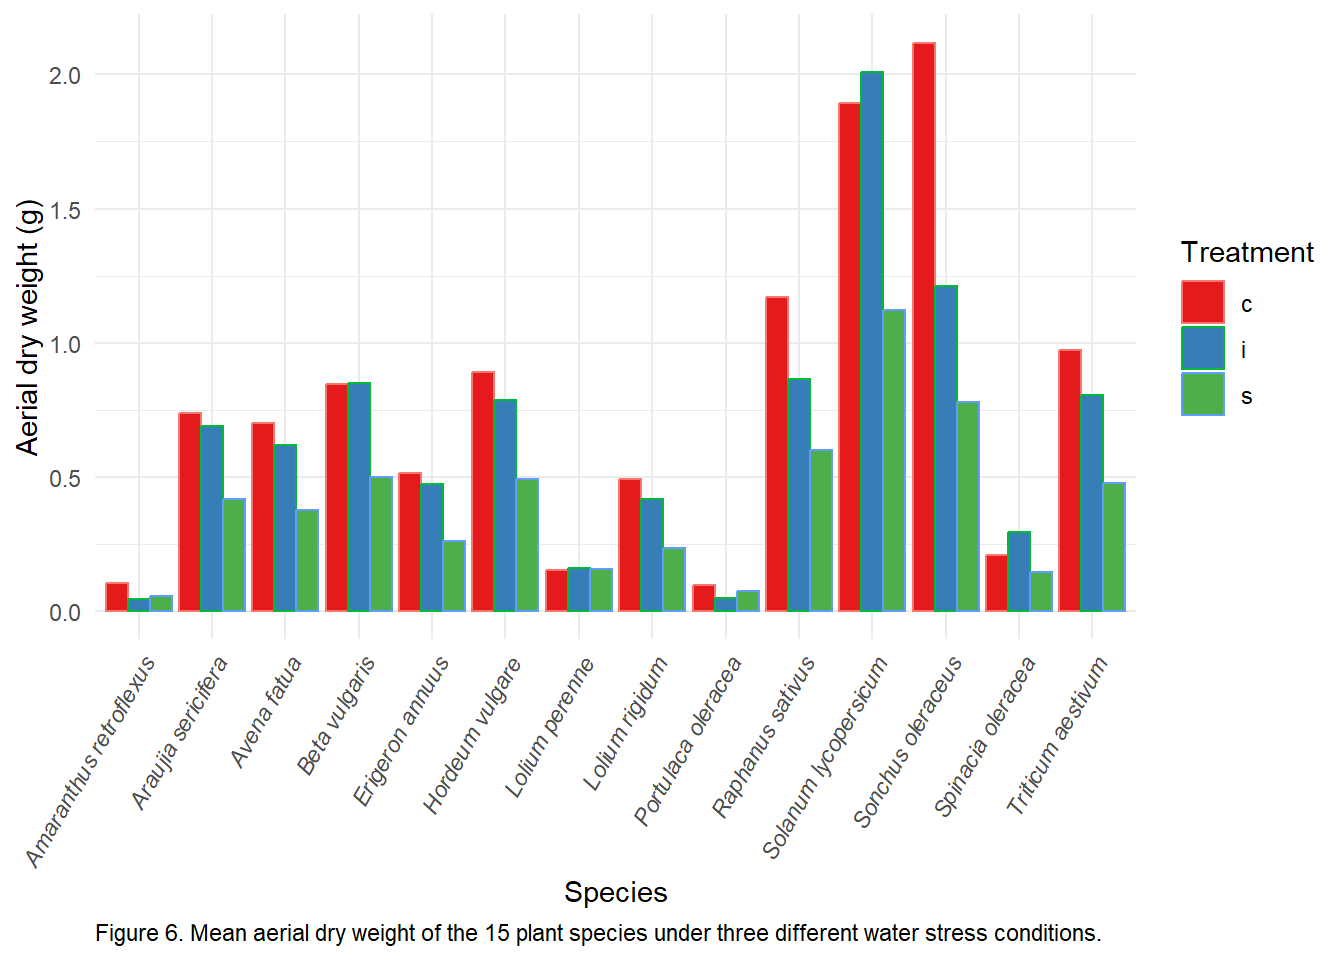 2.0
1.5
1.0
0.5
0.0
Aerial dry weight (g)
Amaranthus retroflexus
Araujia sericifera
Avena fatua
Beta vulgaris
Erigeron annuus
Hordeum vulgare
Lolium perenne
Lolium rigidum
Portulaca oleracea
Raphanus sativus
Solanum lycopersicum
Sonchus oleraceus
Spinacia oleracea
Triticum aestivum
Species
Treatment
c
i
s
Figure 6. Mean aerial dry weight of the 15 plant species under three different water stress conditions.